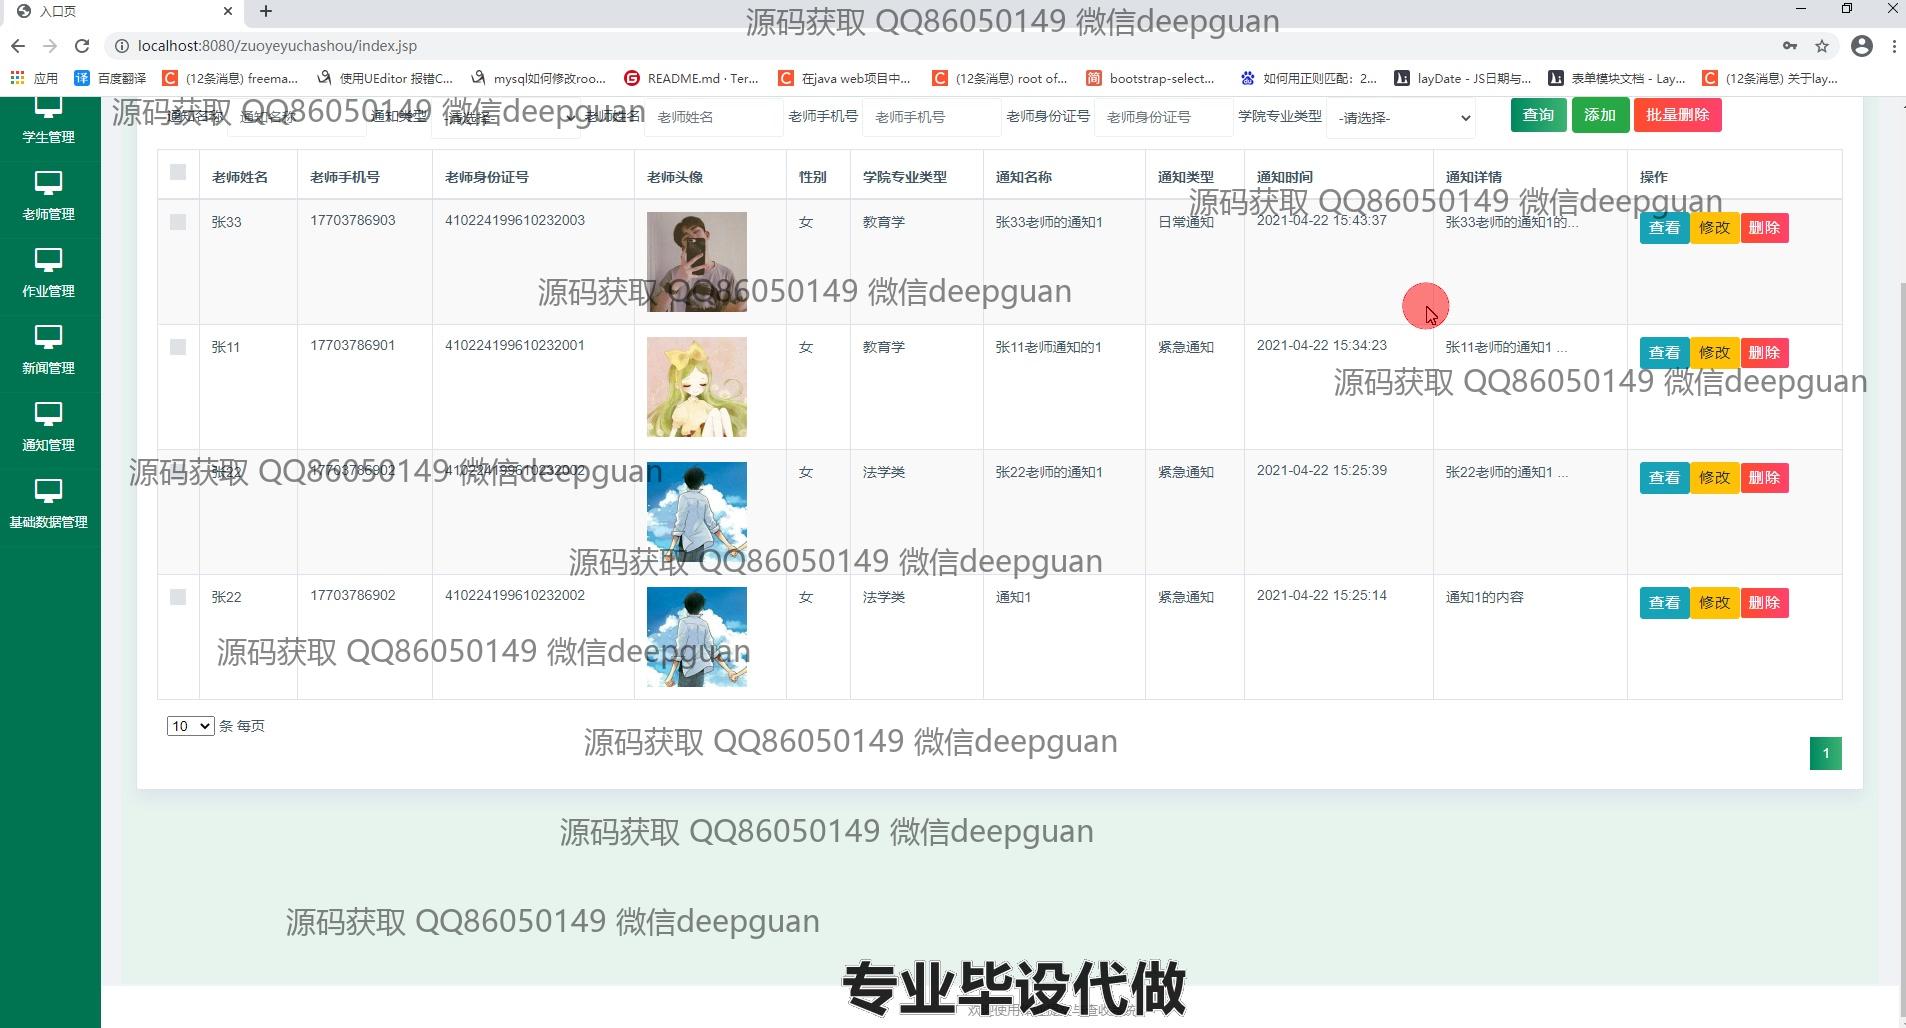 入口页
源码获取 QQ86050149 微信deepguan
localhost:8080/zuoyeyuchashou/index.jsp
应用 百度翻译 (12条消息) freema... 使用UEditor 报错C... mysql如何修改roo... README.md · Ter... 在java web项目中... (12条消息) root of... bootstrap-select... 如何用正则匹配：2... layDate - JS日期与... 表单模块文档 - Lay... (12条消息) 关于lay...
源码获取 QQ86050149 微信deepguan
通知名称 通知名称 通知类型 -请选择- 老师姓名 老师姓名 老师手机号 老师手机号 老师身份证号 老师身份证号 学院专业类型 -请选择- 查询 添加 批量删除
学生管理
老师管理
作业管理
新闻管理
通知管理
基础数据管理
老师姓名 老师手机号 老师身份证号 老师头像 性别 学院专业类型 通知名称 通知类型 通知时间 通知详情 操作
源码获取 QQ86050149 微信deepguan
张33 17703786903 410224199610232003 女 教育学 张33老师的通知1 日常通知 2021-04-22 15:43:37 张33老师的通知1的... 查看 修改 删除
源码获取 QQ86050149 微信deepguan
张11 17703786901 410224199610232001 女 教育学 张11老师通知的1 紧急通知 2021-04-22 15:34:23 张11老师的通知1 ... 查看 修改 删除
源码获取 QQ86050149 微信deepguan
张22 17703786902 410224199610232002 女 法学类 张22老师的通知1 紧急通知 2021-04-22 15:25:39 张22老师的通知1 ... 查看 修改 删除
源码获取 QQ86050149 微信deepguan
源码获取 QQ86050149 微信deepguan
张22 17703786902 410224199610232002 女 法学类 通知1 紧急通知 2021-04-22 15:25:14 通知1的内容 查看 修改 删除
源码获取 QQ86050149 微信deepguan
10 条 每页
源码获取 QQ86050149 微信deepguan
1
源码获取 QQ86050149 微信deepguan
源码获取 QQ86050149 微信deepguan
专业毕设代做